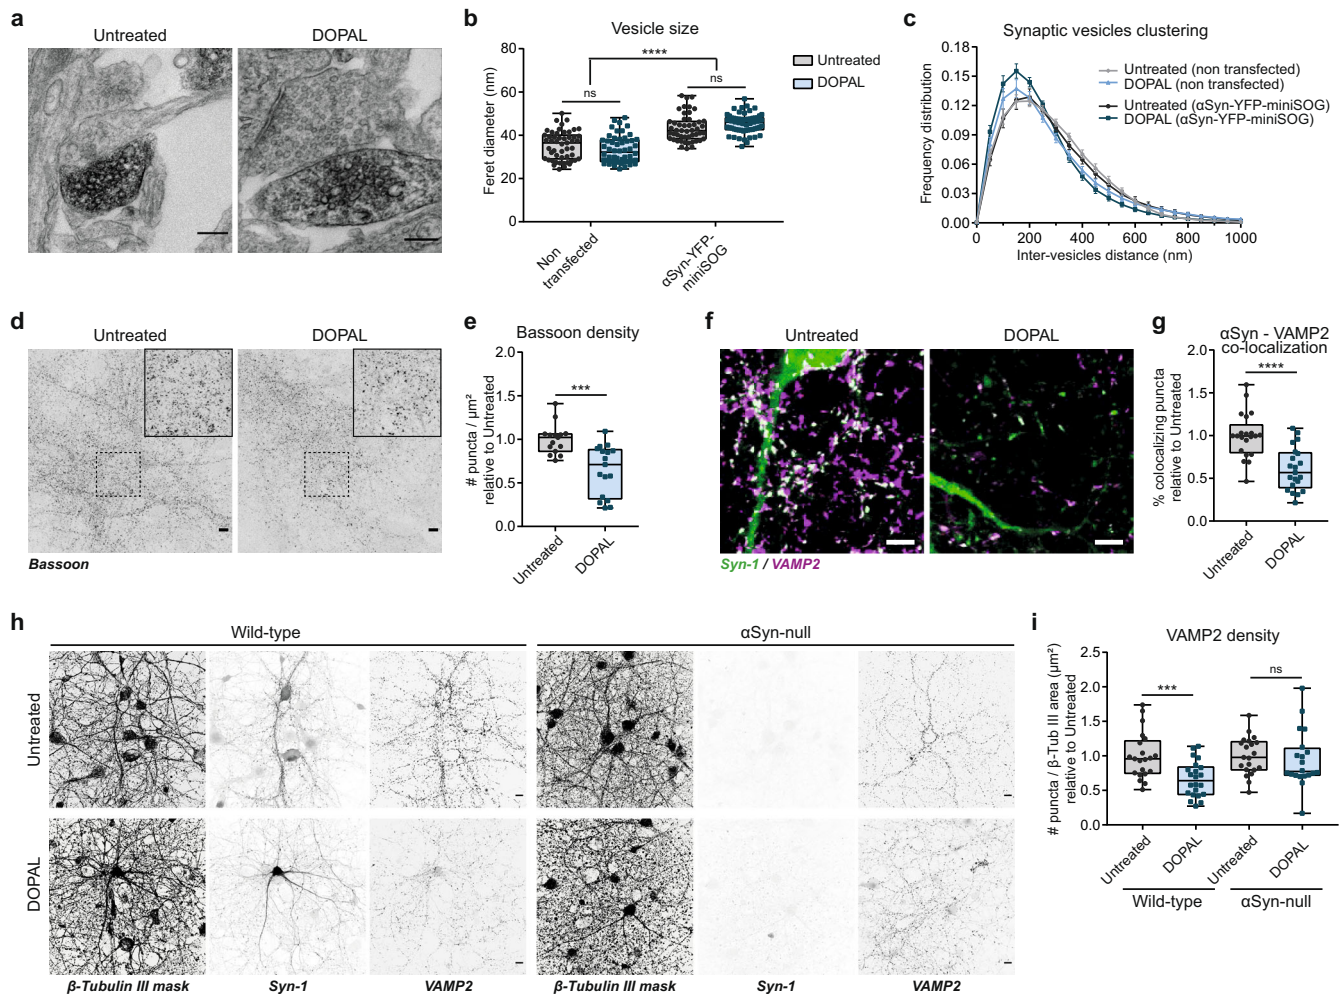 a
Untreated
DOPAL
b
Vesicle size
Feret diameter (nm)
80
60
40
20
0
****
ns
ns
Untreated
DOPAL
Non
transfected
αSyn-YFP-
miniSOG
c
Synaptic vesicles clustering
Frequency distribution
0.18
0.15
0.12
0.09
0.06
0.03
0.00
Untreated (non transfected)
DOPAL (non transfected)
Untreated (αSyn-YFP-miniSOG)
DOPAL (αSyn-YFP-miniSOG)
0 200 400 600 800 1000
Inter-vesicles distance (nm)
d
Untreated
DOPAL
Bassoon
e
Bassoon density
# puncta / μm²
relative to Untreated
2.0
1.5
1.0
0.5
0.0
***
Untreated
DOPAL
f
Untreated
DOPAL
Syn-1 / VAMP2
g
αSyn - VAMP2
co-localization
% colocalizing puncta
relative to Untreated
2.0
1.5
1.0
0.5
0.0
****
Untreated
DOPAL
h
Wild-type
αSyn-null
Untreated
DOPAL
β-Tubulin III mask
Syn-1
VAMP2
β-Tubulin III mask
Syn-1
VAMP2
i
VAMP2 density
# puncta / β-Tub III area (μm²)
relative to Untreated
2.5
2.0
1.5
1.0
0.5
0.0
***
ns
Untreated
DOPAL
Untreated
DOPAL
Wild-type
αSyn-null